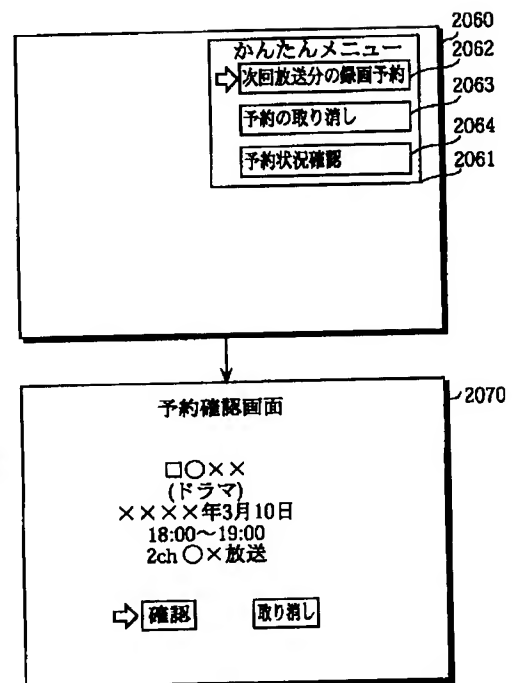 2060
かんたんメニュー
2062
次回放送分の録画予約
2063
予約の取り消し
2064
予約状況確認
2061
2070
予約確認画面
□○××
(ドラマ)
××××年3月10日
18:00～19:00
2ch ○×放送
確認
取り消し